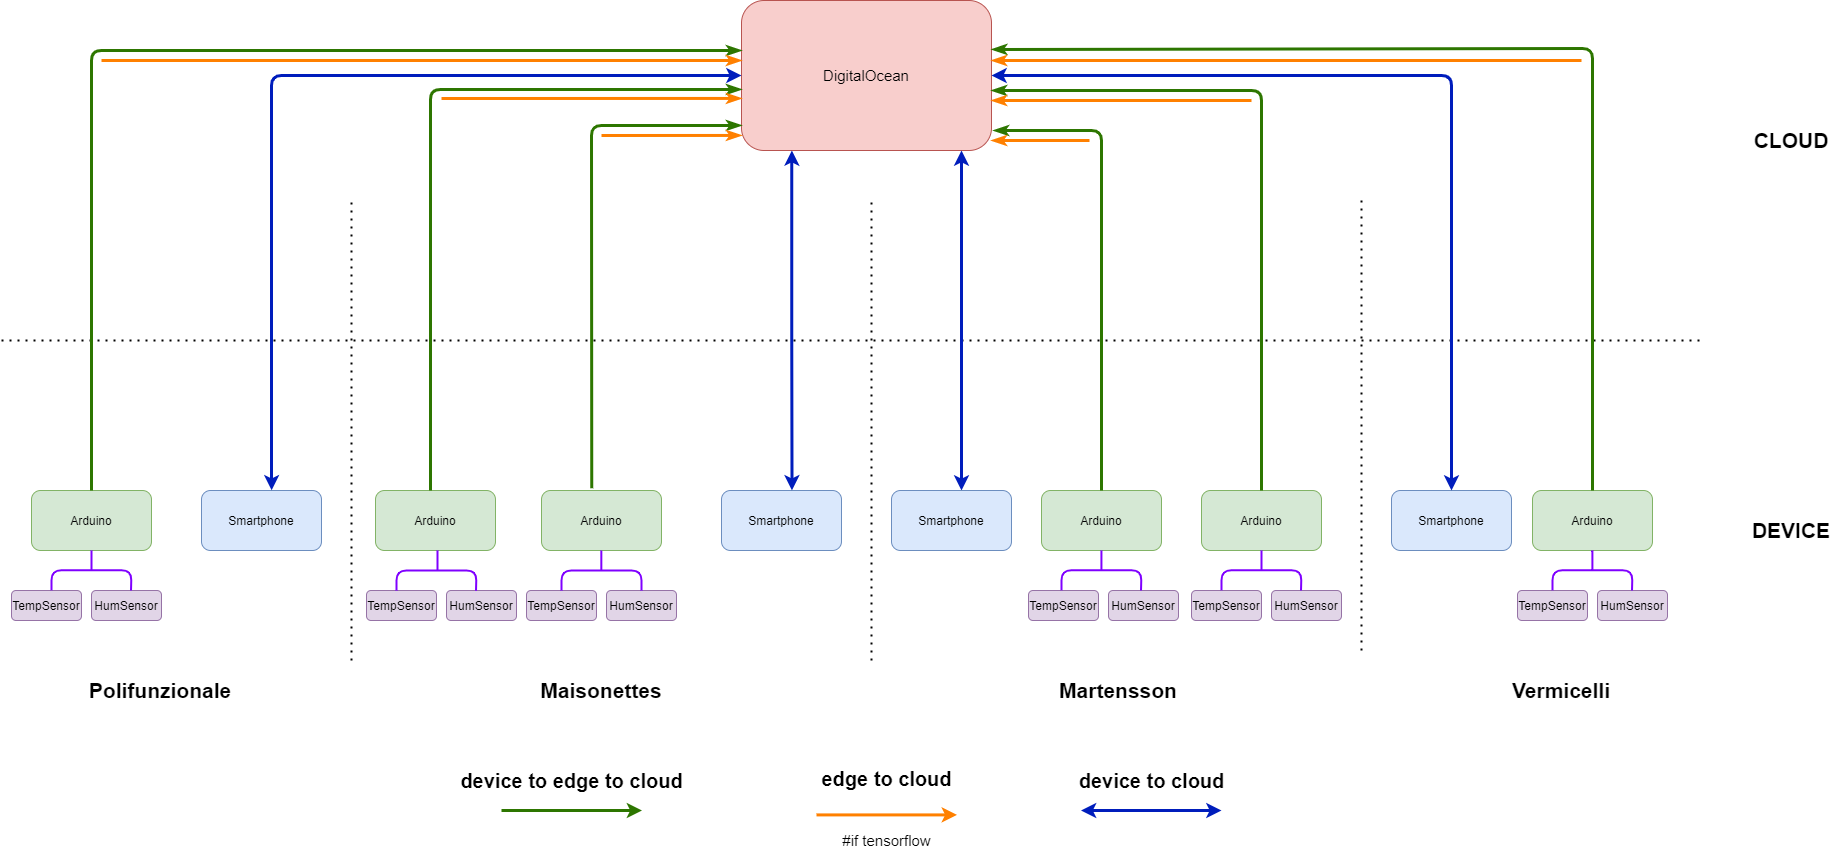 DigitalOcean
CLOUD
Arduino
Smartphone
Arduino
Arduino
Smartphone
Smartphone
Arduino
Arduino
Smartphone
Arduino
DEVICE
TempSensor
HumSensor
TempSensor
HumSensor
TempSensor
HumSensor
TempSensor
HumSensor
TempSensor
HumSensor
TempSensor
HumSensor
Polifunzionale
Maisonettes
Martensson
Vermicelli
device to edge to cloud
edge to cloud
device to cloud
#if tensorflow